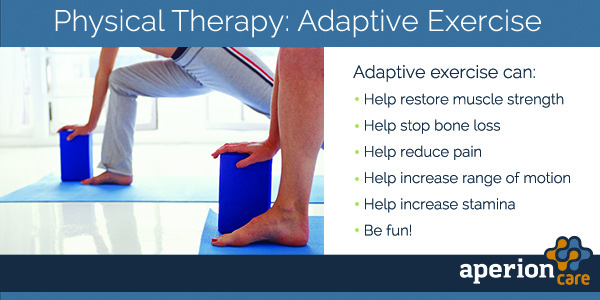 Physical Therapy: Adaptive Exercise
Adaptive exercise can:
• Help restore muscle strength
• Help stop bone loss
• Help reduce pain
• Help increase range of motion
• Help increase stamina
• Be fun!
aperion
care